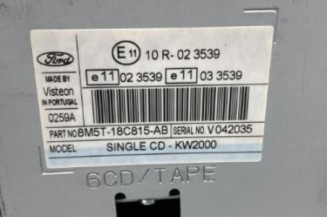 Ford
E11 10 R- 02 3539
MADE BY
Visteon
IN PORTUGAL
e11 02 3539 e11 03 3539
0259A
PART NO BM5T-18C815-AB SERIAL NO. V042035
MODEL SINGLE CD - KW2000
6CD/TAPE